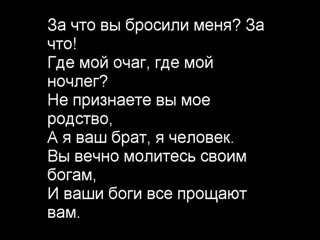 За что вы бросили меня? За
что!
Где мой очаг, где мой
ночлег?
Не признаете вы мое
родство,
А я ваш брат, я человек.
Вы вечно молитесь своим
богам,
И ваши боги все прощают
вам.